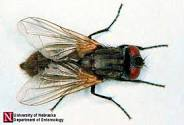 University of Nebraska
Department of Entomology